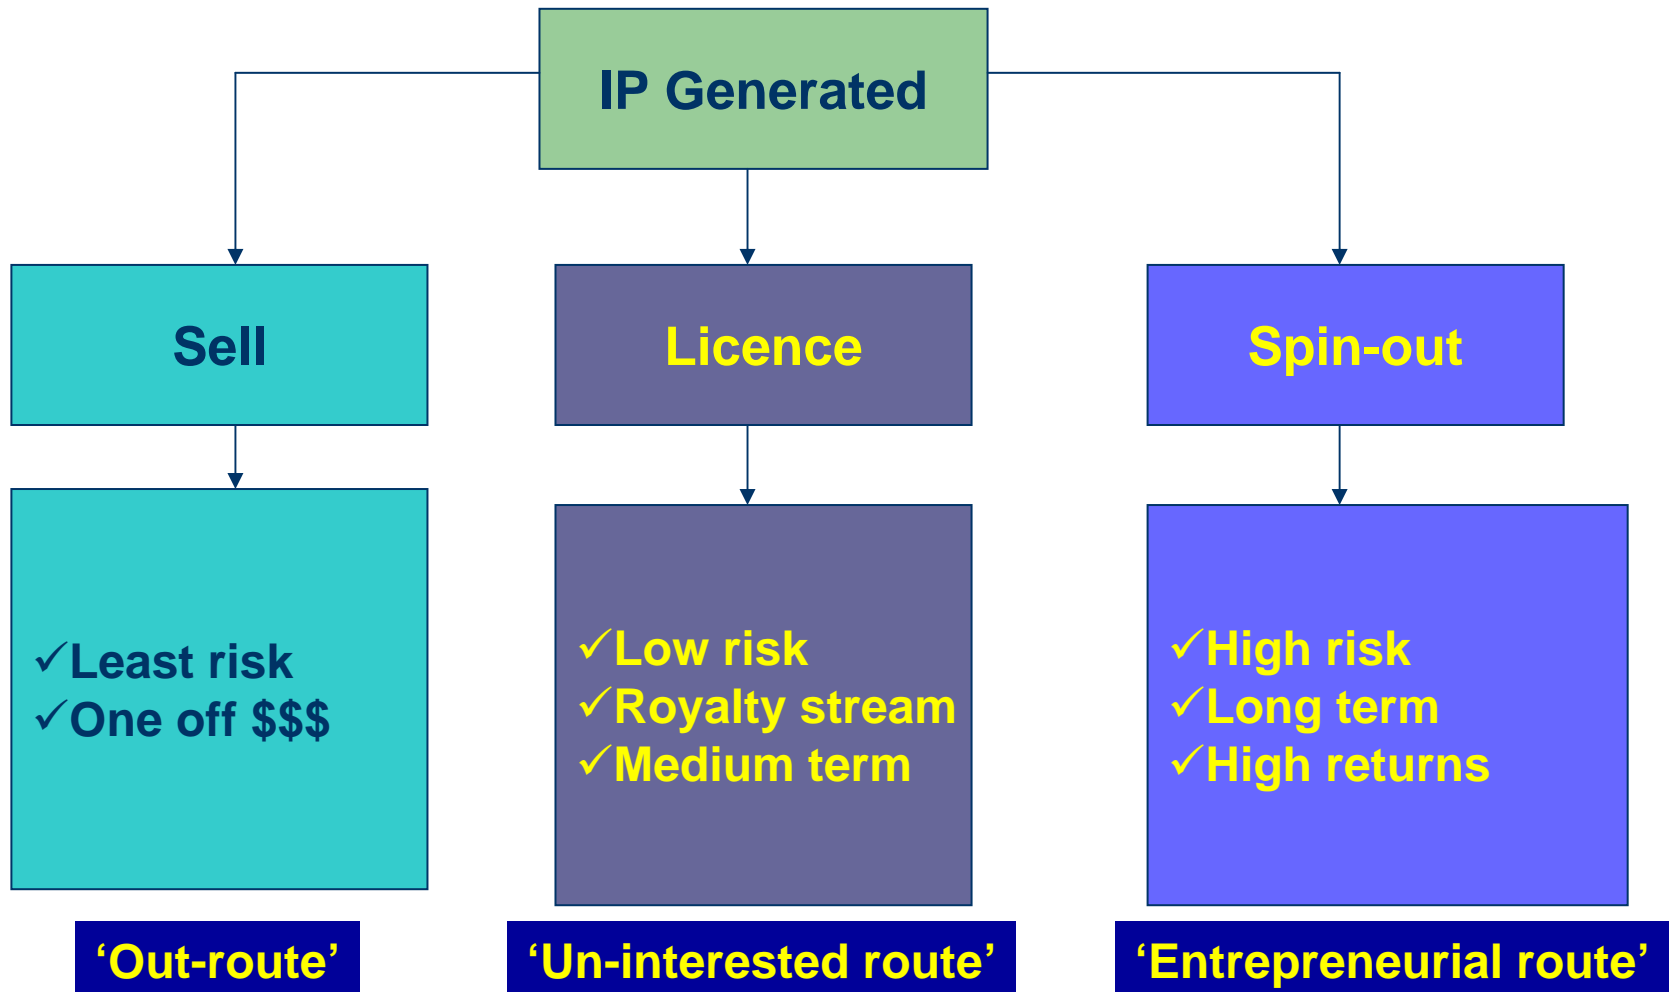 IP Generated
Sell
Licence
Spin-out
✓Least risk
✓One off $$$
✓Low risk
✓Royalty stream
✓Medium term
✓High risk
✓Long term
✓High returns
‘Out-route’
‘Un-interested route’
‘Entrepreneurial route’